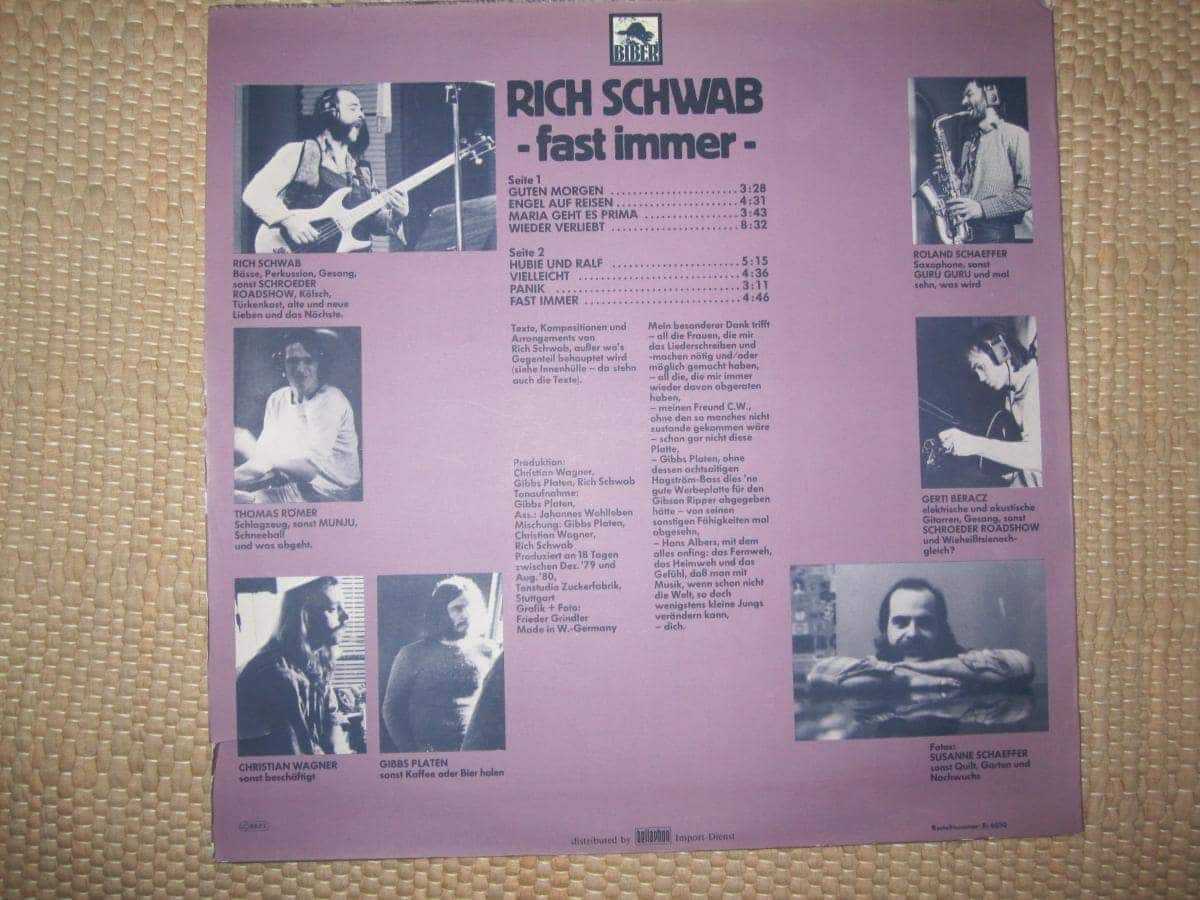 BIBER
RICH SCHWAB
- fast immer -
Seite 1
GUTEN MORGEN ...................... 3:28
ENGEL AUF REISEN ..................... 4:31
MARIA GEHT ES PRIMA ................ 3:43
WIEDER VERLIEBT ...................... 8:32
Seite 2
HUBIE UND RALF ...................... 5:15
VIELLEICHT ............................ 4:36
PANIK ................................. 3:11
FAST IMMER ........................... 4:46
RICH SCHWAB
Bässe, Perkussion, Gesang,
sonst SCHROEDER
ROADSHOW, Kölsch,
Türkenkost, alte und neue
Lieben und das Nächste.
ROLAND SCHAEFFER
Saxophone, sonst
GURU GURU und mal
sehn, was wird
Texte, Kompositionen und
Arrangements von
Rich Schwab, außer wo's
Gegenteil behauptet wird
(siehe Innenhülle – da stehn
auch die Texte).
Mein besonderer Dank trifft
– all die Frauen, die mir
das Liederschreiben und
-machen nötig und/oder
möglich gemacht haben,
– all die, die mir immer
wieder davon abgeraten
haben,
– meinen Freund C.W.,
ohne den so manches nicht
zustande gekommen wäre
– schon gar nicht diese
Platte,
– Gibbs Platen, ohne
dessen achtsaitigen
Hagström-Bass dies 'ne
gute Werbeplatte für den
Gibson Ripper abgegeben
hätte – von seinen
sonstigen Fähigkeiten mal
abgesehn,
– Hans Albers, mit dem
alles anfing: das Fernweh,
das Heimweh und das
Gefühl, daß man mit
Musik, wenn schon nicht
die Welt, so doch
wenigstens kleine Jungs
verändern kann,
– dich.
Produktion:
Christian Wagner,
Gibbs Platen, Rich Schwab
Tonaufnahme:
Gibbs Platen,
Ass.: Johannes Wohlleben
Mischung: Gibbs Platen,
Christian Wagner,
Rich Schwab
Produziert an 18 Tagen
zwischen Dez. '79 und
Aug. '80,
Tonstudio Zuckerfabrik,
Stuttgart
Grafik + Foto:
Frieder Grindler
Made in W.-Germany
THOMAS RÖMER
Schlagzeug, sonst MUNJU,
Schneeball
und was abgeht.
GERTI BERACZ
elektrische und akustische
Gitarren, Gesang, sonst
SCHROEDER ROADSHOW
und Wieheißtsienoch-
gleich?
CHRISTIAN WAGNER
sonst beschäftigt
GIBBS PLATEN
sonst Kaffee oder Bier holen
Fotos:
SUSANNE SCHAEFFER
sonst Quilt, Garten und
Nachwuchs
distributed by bellaphon Import-Dienst
Bestellnummer: Bi 6050